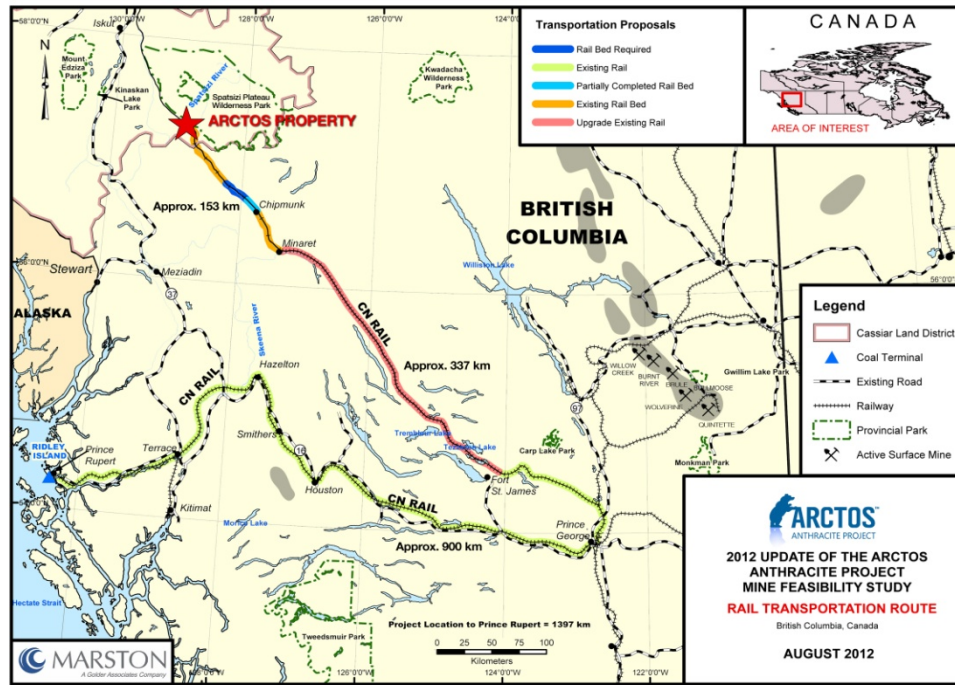 128°0'0"W
126°0'0"W
124°0'0"W
58°0'0"N
Iskut
N
Mount
Edziza
Park
Kinaskan
Lake
Park
Spatsizi River
Spatsizi Plateau
Wilderness Park
Kwadacha
Wilderness
Park
ARCTOS PROPERTY
Approx. 153 km
Chipmunk
Minaret
BRITISH
COLUMBIA
Williston Lake
Stewart
Meziadin
ALASKA
37
Skeena River
CN RAIL
Approx. 337 km
Hazelton
CN RAIL
Smithers
16
Terrace
RIDLEY
ISLAND
Prince
Rupert
Kitimat
Houston
Morice Lake
CN RAIL
Approx. 900 km
Trembleur Lake
Fort
St. James
Carp Lake Park
Prince
George
97
WILLOW
CREEK
BURNT
RIVER
BRULE
WOLVERINE
QUINTETTE
Gwillim Lake Park
Monkman Park
Hectate Strait
Tweedsmuir Park
Project Location to Prince Rupert = 1397 km
0 25 50 75 100
Kilometers
122°0'0"W
Transportation Proposals
Rail Bed Required
Existing Rail
Partially Completed Rail Bed
Existing Rail Bed
Upgrade Existing Rail
CANADA
AREA OF INTEREST
Legend
Cassiar Land District
Coal Terminal
Existing Road
Railway
Provincial Park
Active Surface Mine
ARCTOS™
ANTHRACITE PROJECT
2012 UPDATE OF THE ARCTOS
ANTHRACITE PROJECT
MINE FEASIBILITY STUDY
RAIL TRANSPORTATION ROUTE
British Columbia, Canada
AUGUST 2012
MARSTON
A Golder Associates Company